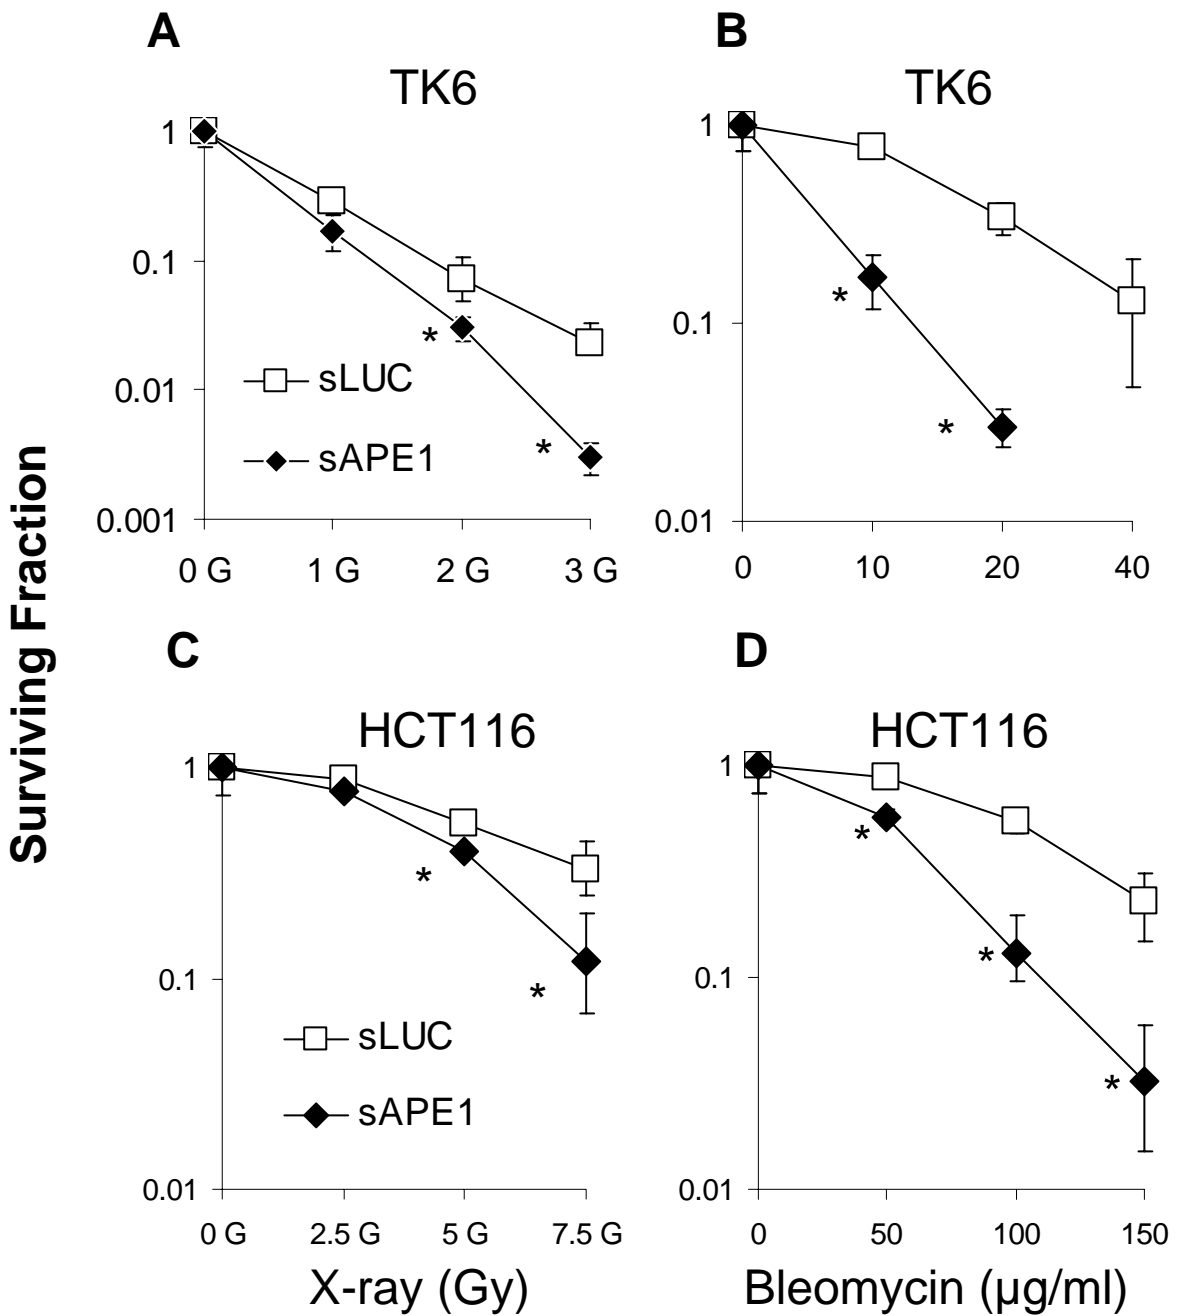 A
TK6
1
0.1
0.01
0.001
sLUC
sAPE1
*
*
0 G
1 G
2 G
3 G
B
TK6
1
0.1
0.01
*
*
0
10
20
40
Surviving Fraction
C
HCT116
1
0.1
0.01
*
*
sLUC
sAPE1
0 G
2.5 G
5 G
7.5 G
X-ray (Gy)
D
HCT116
1
0.1
0.01
*
*
*
0
50
100
150
Bleomycin (µg/ml)